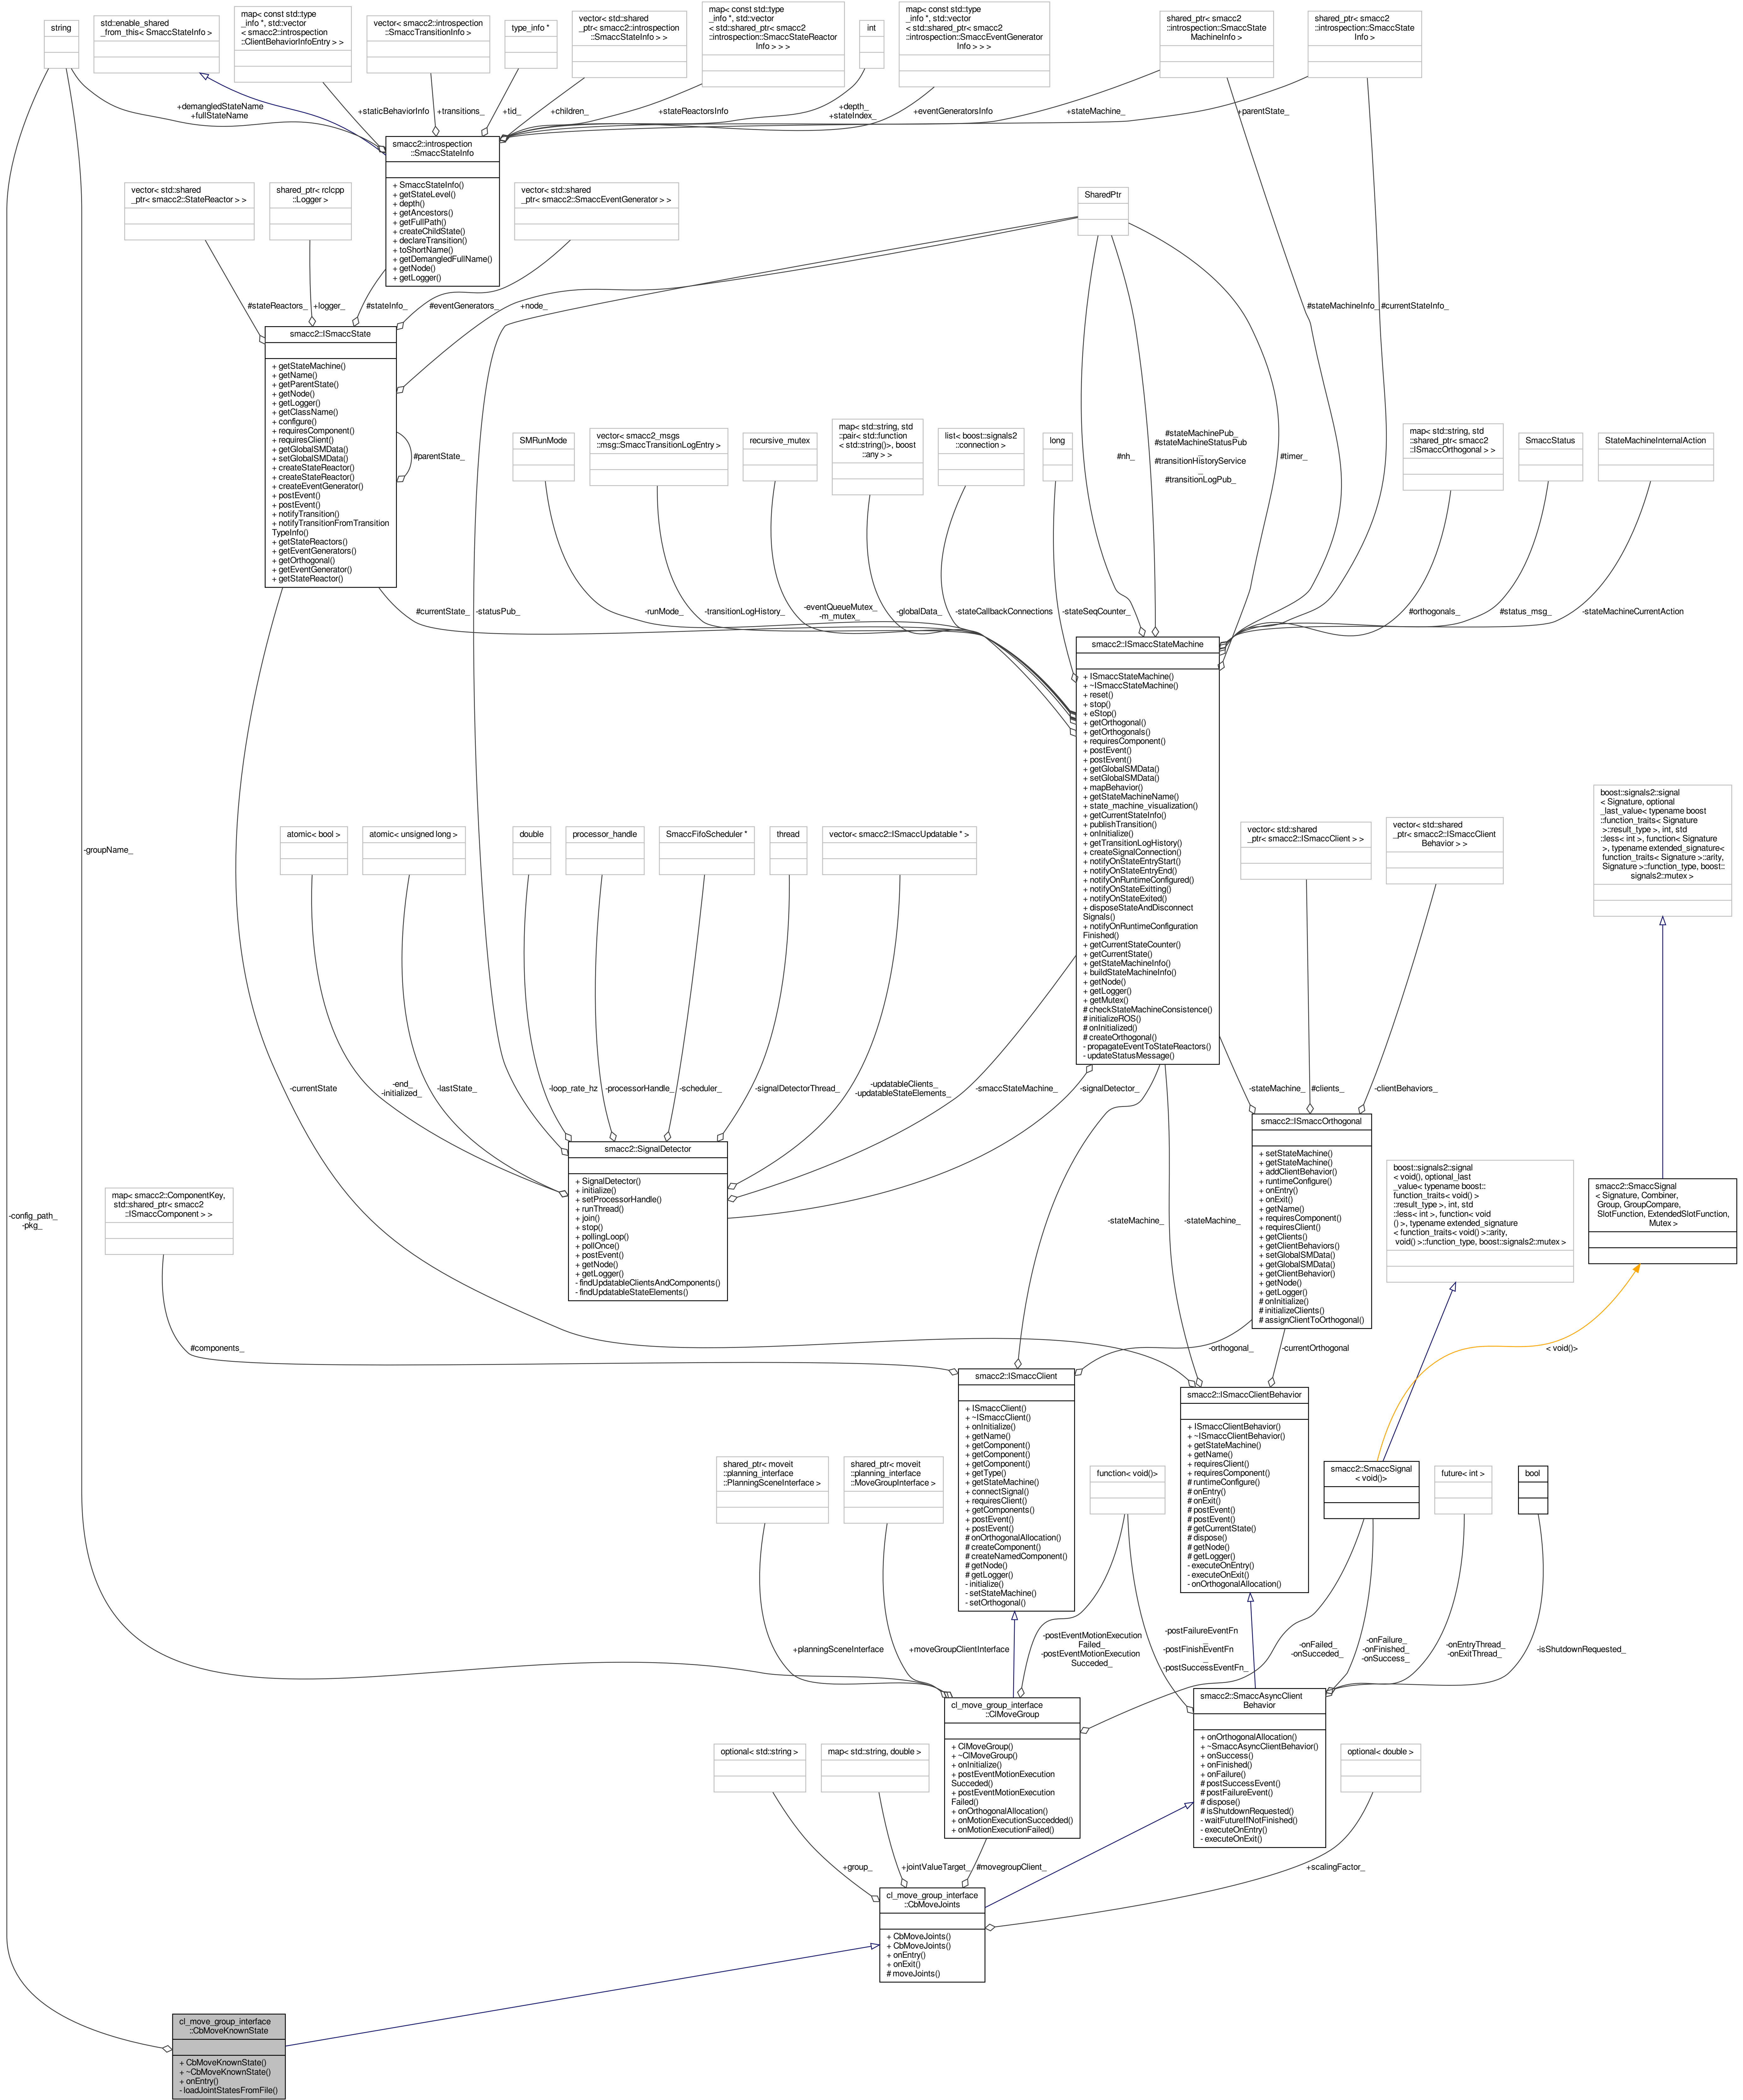 string
std::enable_shared
_from_this< SmaccStateInfo >
map< const std::type
_info *, std::vector
< smacc2::introspection
::ClientBehaviorInfoEntry > >
vector< smacc2::introspection
::SmaccTransitionInfo >
type_info *
vector< std::shared
_ptr< smacc2::introspection
::SmaccStateInfo > >
map< const std::type
_info *, std::vector
< std::shared_ptr< smacc2
::introspection::SmaccStateReactor
Info > > >
int
map< const std::type
_info *, std::vector
< std::shared_ptr< smacc2
::introspection::SmaccEventGenerator
Info > > >
shared_ptr< smacc2
::introspection::SmaccState
MachineInfo >
shared_ptr< smacc2
::introspection::SmaccState
Info >
+demangledStateName
+fullStateName
+staticBehaviorInfo
+transitions_
+tid_
+children_
+stateReactorsInfo
+depth_
+stateIndex_
+eventGeneratorsInfo
+stateMachine_
+parentState_
smacc2::introspection
::SmaccStateInfo
+ SmaccStateInfo()
+ getStateLevel()
+ depth()
+ getAncestors()
+ getFullPath()
+ createChildState()
+ declareTransition()
+ toShortName()
+ getDemangledFullName()
+ getNode()
+ getLogger()
vector< std::shared
_ptr< smacc2::StateReactor > >
shared_ptr< rclcpp
::Logger >
vector< std::shared
_ptr< smacc2::SmaccEventGenerator > >
SharedPtr
#stateReactors_
+logger_
#stateInfo_
#eventGenerators_
+node_
#stateMachineInfo_
#currentStateInfo_
smacc2::ISmaccState
+ getStateMachine()
+ getName()
+ getParentState()
+ getNode()
+ getLogger()
+ getClassName()
+ configure()
+ requiresComponent()
+ requiresClient()
+ getGlobalSMData()
+ setGlobalSMData()
+ createStateReactor()
+ createStateReactor()
+ createEventGenerator()
+ postEvent()
+ postEvent()
+ notifyTransition()
+ notifyTransitionFromTransition
TypeInfo()
+ getStateReactors()
+ getEventGenerators()
+ getOrthogonal()
+ getEventGenerator()
+ getStateReactor()
#parentState_
SMRunMode
vector< smacc2_msgs
::msg::SmaccTransitionLogEntry >
recursive_mutex
map< std::string, std
::pair< std::function
< std::string()>, boost
::any > >
list< boost::signals2
::connection >
long
#nh_
#stateMachinePub_
#stateMachineStatusPub
_
#transitionHistoryService
_
#transitionLogPub_
#timer_
map< std::string, std
::shared_ptr< smacc2
::ISmaccOrthogonal > >
SmaccStatus
StateMachineInternalAction
#currentState_
-statusPub_
-runMode_
-transitionLogHistory_
-eventQueueMutex_
-m_mutex_
-globalData_
-stateCallbackConnections
-stateSeqCounter_
#orthogonals_
#status_msg_
-stateMachineCurrentAction
smacc2::ISmaccStateMachine
+ ISmaccStateMachine()
+ ~ISmaccStateMachine()
+ reset()
+ stop()
+ eStop()
+ getOrthogonal()
+ getOrthogonals()
+ requiresComponent()
+ postEvent()
+ postEvent()
+ getGlobalSMData()
+ setGlobalSMData()
+ mapBehavior()
+ getStateMachineName()
+ state_machine_visualization()
+ getCurrentStateInfo()
+ publishTransition()
+ onInitialize()
+ getTransitionLogHistory()
+ createSignalConnection()
+ notifyOnStateEntryStart()
+ notifyOnStateEntryEnd()
+ notifyOnRuntimeConfigured()
+ notifyOnStateExitting()
+ notifyOnStateExited()
+ disposeStateAndDisconnect
Signals()
+ notifyOnRuntimeConfiguration
Finished()
+ getCurrentStateCounter()
+ getCurrentState()
+ getStateMachineInfo()
+ buildStateMachineInfo()
+ getNode()
+ getLogger()
+ getMutex()
# checkStateMachineConsistence()
# initializeROS()
# onInitialized()
# createOrthogonal()
- propagateEventToStateReactors()
- updateStatusMessage()
-groupName_
atomic< bool >
atomic< unsigned long >
double
processor_handle
SmaccFifoScheduler *
thread
vector< smacc2::ISmaccUpdatable * >
vector< std::shared
_ptr< smacc2::ISmaccClient > >
vector< std::shared
_ptr< smacc2::ISmaccClient
Behavior > >
boost::signals2::signal
< Signature, optional
_last_value< typename boost
::function_traits< Signature
>::result_type >, int, std
::less< int >, function< Signature
>, typename extended_signature<
function_traits< Signature >::arity,
Signature >::function_type, boost::
signals2::mutex >
-currentState
-end_
-initialized_
-lastState_
-loop_rate_hz
-processorHandle_
-scheduler_
-signalDetectorThread_
-updatableClients_
-updatableStateElements_
-smaccStateMachine_
-signalDetector_
-stateMachine_
#clients_
-clientBehaviors_
smacc2::SignalDetector
+ SignalDetector()
+ initialize()
+ setProcessorHandle()
+ runThread()
+ join()
+ stop()
+ pollingLoop()
+ pollOnce()
+ postEvent()
+ getNode()
+ getLogger()
- findUpdatableClientsAndComponents()
- findUpdatableStateElements()
smacc2::ISmaccOrthogonal
+ setStateMachine()
+ getStateMachine()
+ addClientBehavior()
+ runtimeConfigure()
+ onEntry()
+ onExit()
+ getName()
+ requiresComponent()
+ requiresClient()
+ getClients()
+ getClientBehaviors()
+ setGlobalSMData()
+ getGlobalSMData()
+ getClientBehavior()
+ getNode()
+ getLogger()
# onInitialize()
# initializeClients()
# assignClientToOrthogonal()
boost::signals2::signal
< void(), optional_last
_value< typename boost::
function_traits< void() >
::result_type >, int, std
::less< int >, function< void
() >, typename extended_signature
< function_traits< void() >::arity,
void() >::function_type, boost::signals2::mutex >
smacc2::SmaccSignal
< Signature, Combiner,
Group, GroupCompare,
SlotFunction, ExtendedSlotFunction,
Mutex >
map< smacc2::ComponentKey,
std::shared_ptr< smacc2
::ISmaccComponent > >
-config_path_
-pkg_
-stateMachine_
-stateMachine_
#components_
-orthogonal_
-currentOrthogonal
< void()>
smacc2::ISmaccClient
+ ISmaccClient()
+ ~ISmaccClient()
+ onInitialize()
+ getName()
+ getComponent()
+ getComponent()
+ getComponent()
+ getType()
+ getStateMachine()
+ connectSignal()
+ requiresClient()
+ getComponents()
+ postEvent()
+ postEvent()
# onOrthogonalAllocation()
# createComponent()
# createNamedComponent()
# getNode()
# getLogger()
- initialize()
- setStateMachine()
- setOrthogonal()
smacc2::ISmaccClientBehavior
+ ISmaccClientBehavior()
+ ~ISmaccClientBehavior()
+ getStateMachine()
+ getName()
+ requiresClient()
+ requiresComponent()
# runtimeConfigure()
# onEntry()
# onExit()
# postEvent()
# postEvent()
# getCurrentState()
# dispose()
# getNode()
# getLogger()
- executeOnEntry()
- executeOnExit()
- onOrthogonalAllocation()
shared_ptr< moveit
::planning_interface
::PlanningSceneInterface >
shared_ptr< moveit
::planning_interface
::MoveGroupInterface >
function< void()>
smacc2::SmaccSignal
< void()>
future< int >
bool
+planningSceneInterface
+moveGroupClientInterface
-postEventMotionExecution
Failed_
-postEventMotionExecution
Succeded_
-postFailureEventFn
_
-postFinishEventFn
_
-postSuccessEventFn_
-onFailed_
-onSucceded_
-onFailure_
-onFinished_
-onSuccess_
-onEntryThread_
-onExitThread_
-isShutdownRequested_
cl_move_group_interface
::ClMoveGroup
+ ClMoveGroup()
+ ~ClMoveGroup()
+ onInitialize()
+ postEventMotionExecution
Succeded()
+ postEventMotionExecution
Failed()
+ onOrthogonalAllocation()
+ onMotionExecutionSuccedded()
+ onMotionExecutionFailed()
smacc2::SmaccAsyncClient
Behavior
+ onOrthogonalAllocation()
+ ~SmaccAsyncClientBehavior()
+ onSuccess()
+ onFinished()
+ onFailure()
# postSuccessEvent()
# postFailureEvent()
# dispose()
# isShutdownRequested()
- waitFutureIfNotFinished()
- executeOnEntry()
- executeOnExit()
optional< std::string >
map< std::string, double >
optional< double >
+group_
+jointValueTarget_
#movegroupClient_
+scalingFactor_
cl_move_group_interface
::CbMoveJoints
+ CbMoveJoints()
+ CbMoveJoints()
+ onEntry()
+ onExit()
# moveJoints()
cl_move_group_interface
::CbMoveKnownState
+ CbMoveKnownState()
+ ~CbMoveKnownState()
+ onEntry()
- loadJointStatesFromFile()